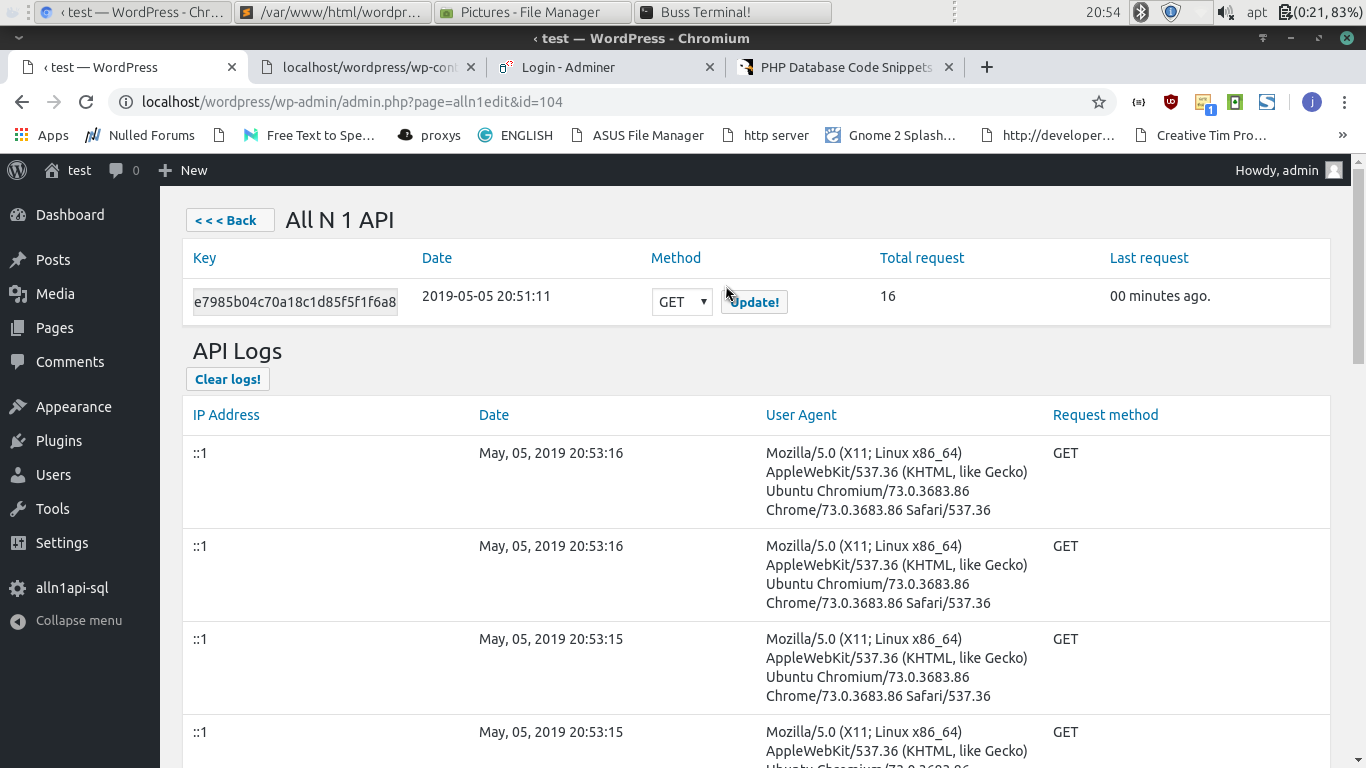 ‹ test — WordPress - Chr...
/var/www/html/wordpr...
Pictures - File Manager
Buss Terminal!
20:54
apt
(0:21, 83%)
‹ test — WordPress - Chromium
‹ test — WordPress
localhost/wordpress/wp-cont
Login - Adminer
PHP Database Code Snippets
localhost/wordpress/wp-admin/admin.php?page=alln1edit&id=104
1
j
Apps
Nulled Forums
Free Text to Spe...
proxys
ENGLISH
ASUS File Manager
http server
Gnome 2 Splash...
http://developer...
Creative Tim Pro...
»
test
0
New
Howdy, admin
Dashboard
Posts
Media
Pages
Comments
Appearance
Plugins
Users
Tools
Settings
alln1api-sql
Collapse menu
< < < Back
All N 1 API
Key Date Method Total request Last request
e7985b04c70a18c1d85f5f1f6a8 2019-05-05 20:51:11 GET Update! 16 00 minutes ago.
API Logs
Clear logs!
IP Address Date User Agent Request method
::1 May, 05, 2019 20:53:16 Mozilla/5.0 (X11; Linux x86_64) GET
AppleWebKit/537.36 (KHTML, like Gecko)
Ubuntu Chromium/73.0.3683.86
Chrome/73.0.3683.86 Safari/537.36
::1 May, 05, 2019 20:53:16 Mozilla/5.0 (X11; Linux x86_64) GET
AppleWebKit/537.36 (KHTML, like Gecko)
Ubuntu Chromium/73.0.3683.86
Chrome/73.0.3683.86 Safari/537.36
::1 May, 05, 2019 20:53:15 Mozilla/5.0 (X11; Linux x86_64) GET
AppleWebKit/537.36 (KHTML, like Gecko)
Ubuntu Chromium/73.0.3683.86
Chrome/73.0.3683.86 Safari/537.36
::1 May, 05, 2019 20:53:15 Mozilla/5.0 (X11; Linux x86_64) GET
AppleWebKit/537.36 (KHTML, like Gecko)